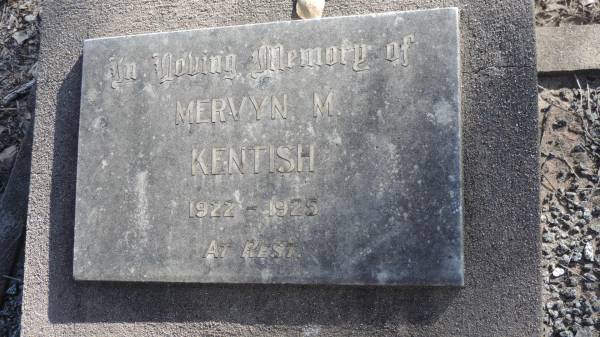 In Loving Memory of
MERVYN M.
KENTISH
1922 - 1925
AT REST.